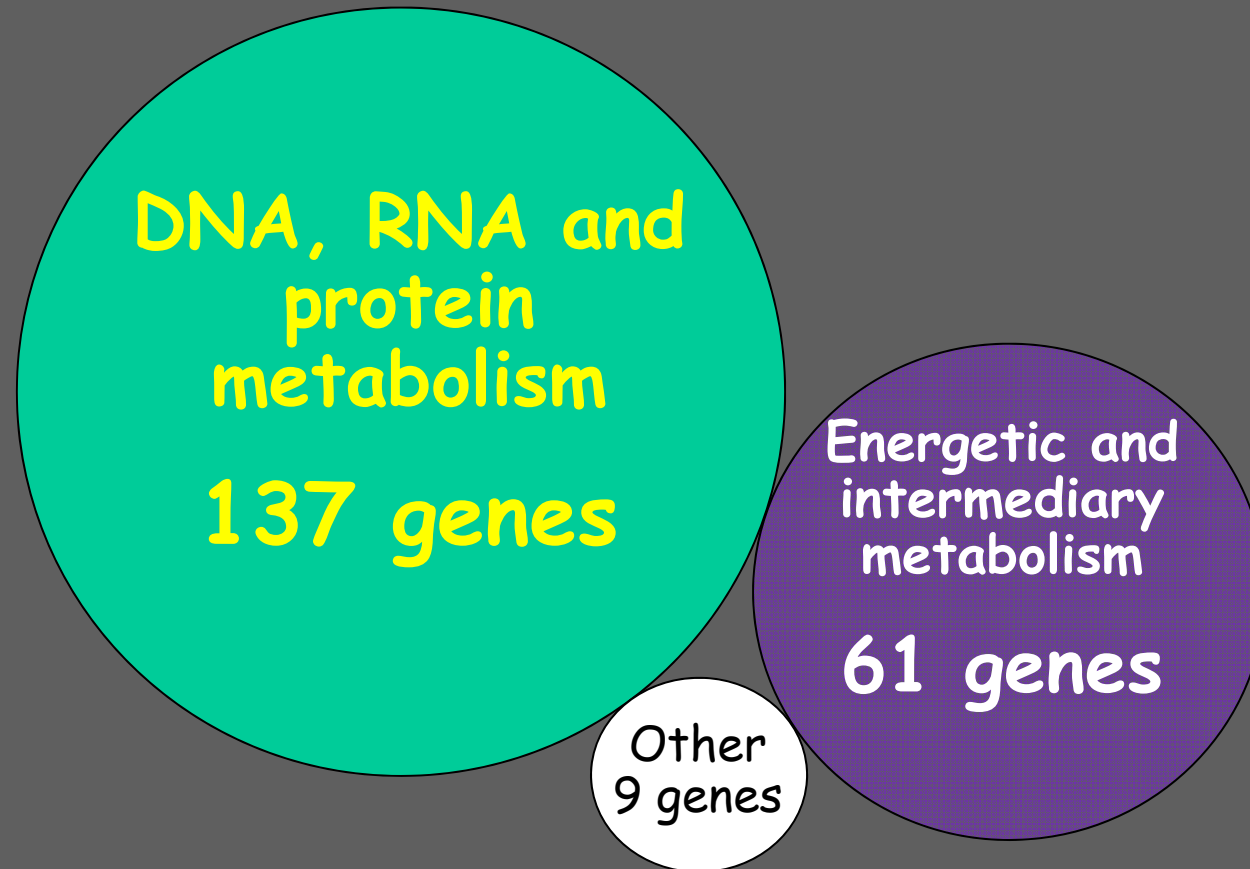 DNA, RNA and
protein
metabolism
137 genes
Energetic and
intermediary
metabolism
61 genes
Other
9 genes